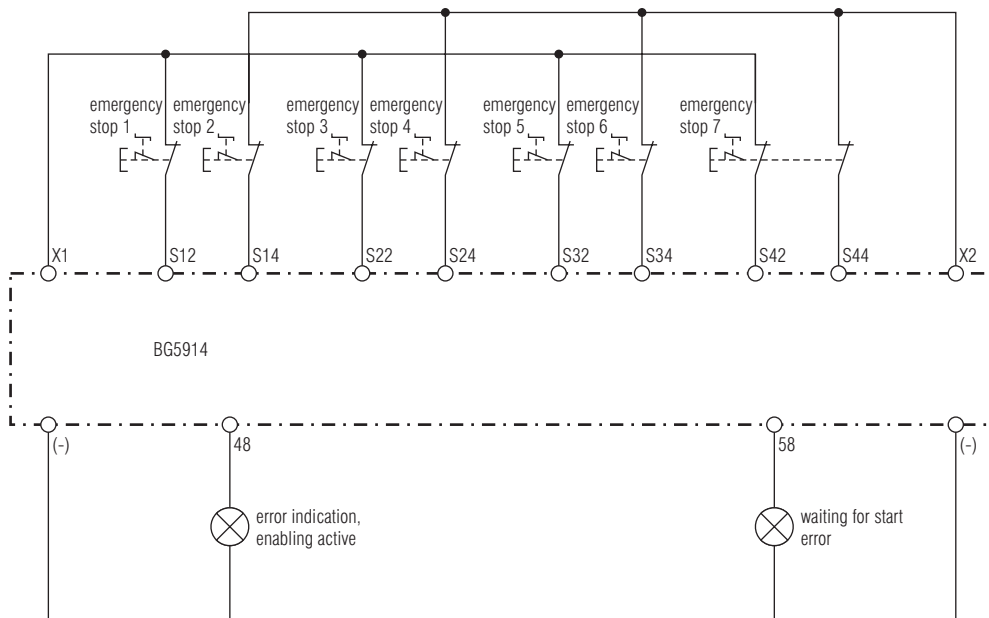 emergency
stop 1
emergency
stop 2
emergency
stop 3
emergency
stop 4
emergency
stop 5
emergency
stop 6
emergency
stop 7
X1
S12
S14
S22
S24
S32
S34
S42
S44
X2
BG5914
(-)
48
58
(-)
error indication,
enabling active
waiting for start
error